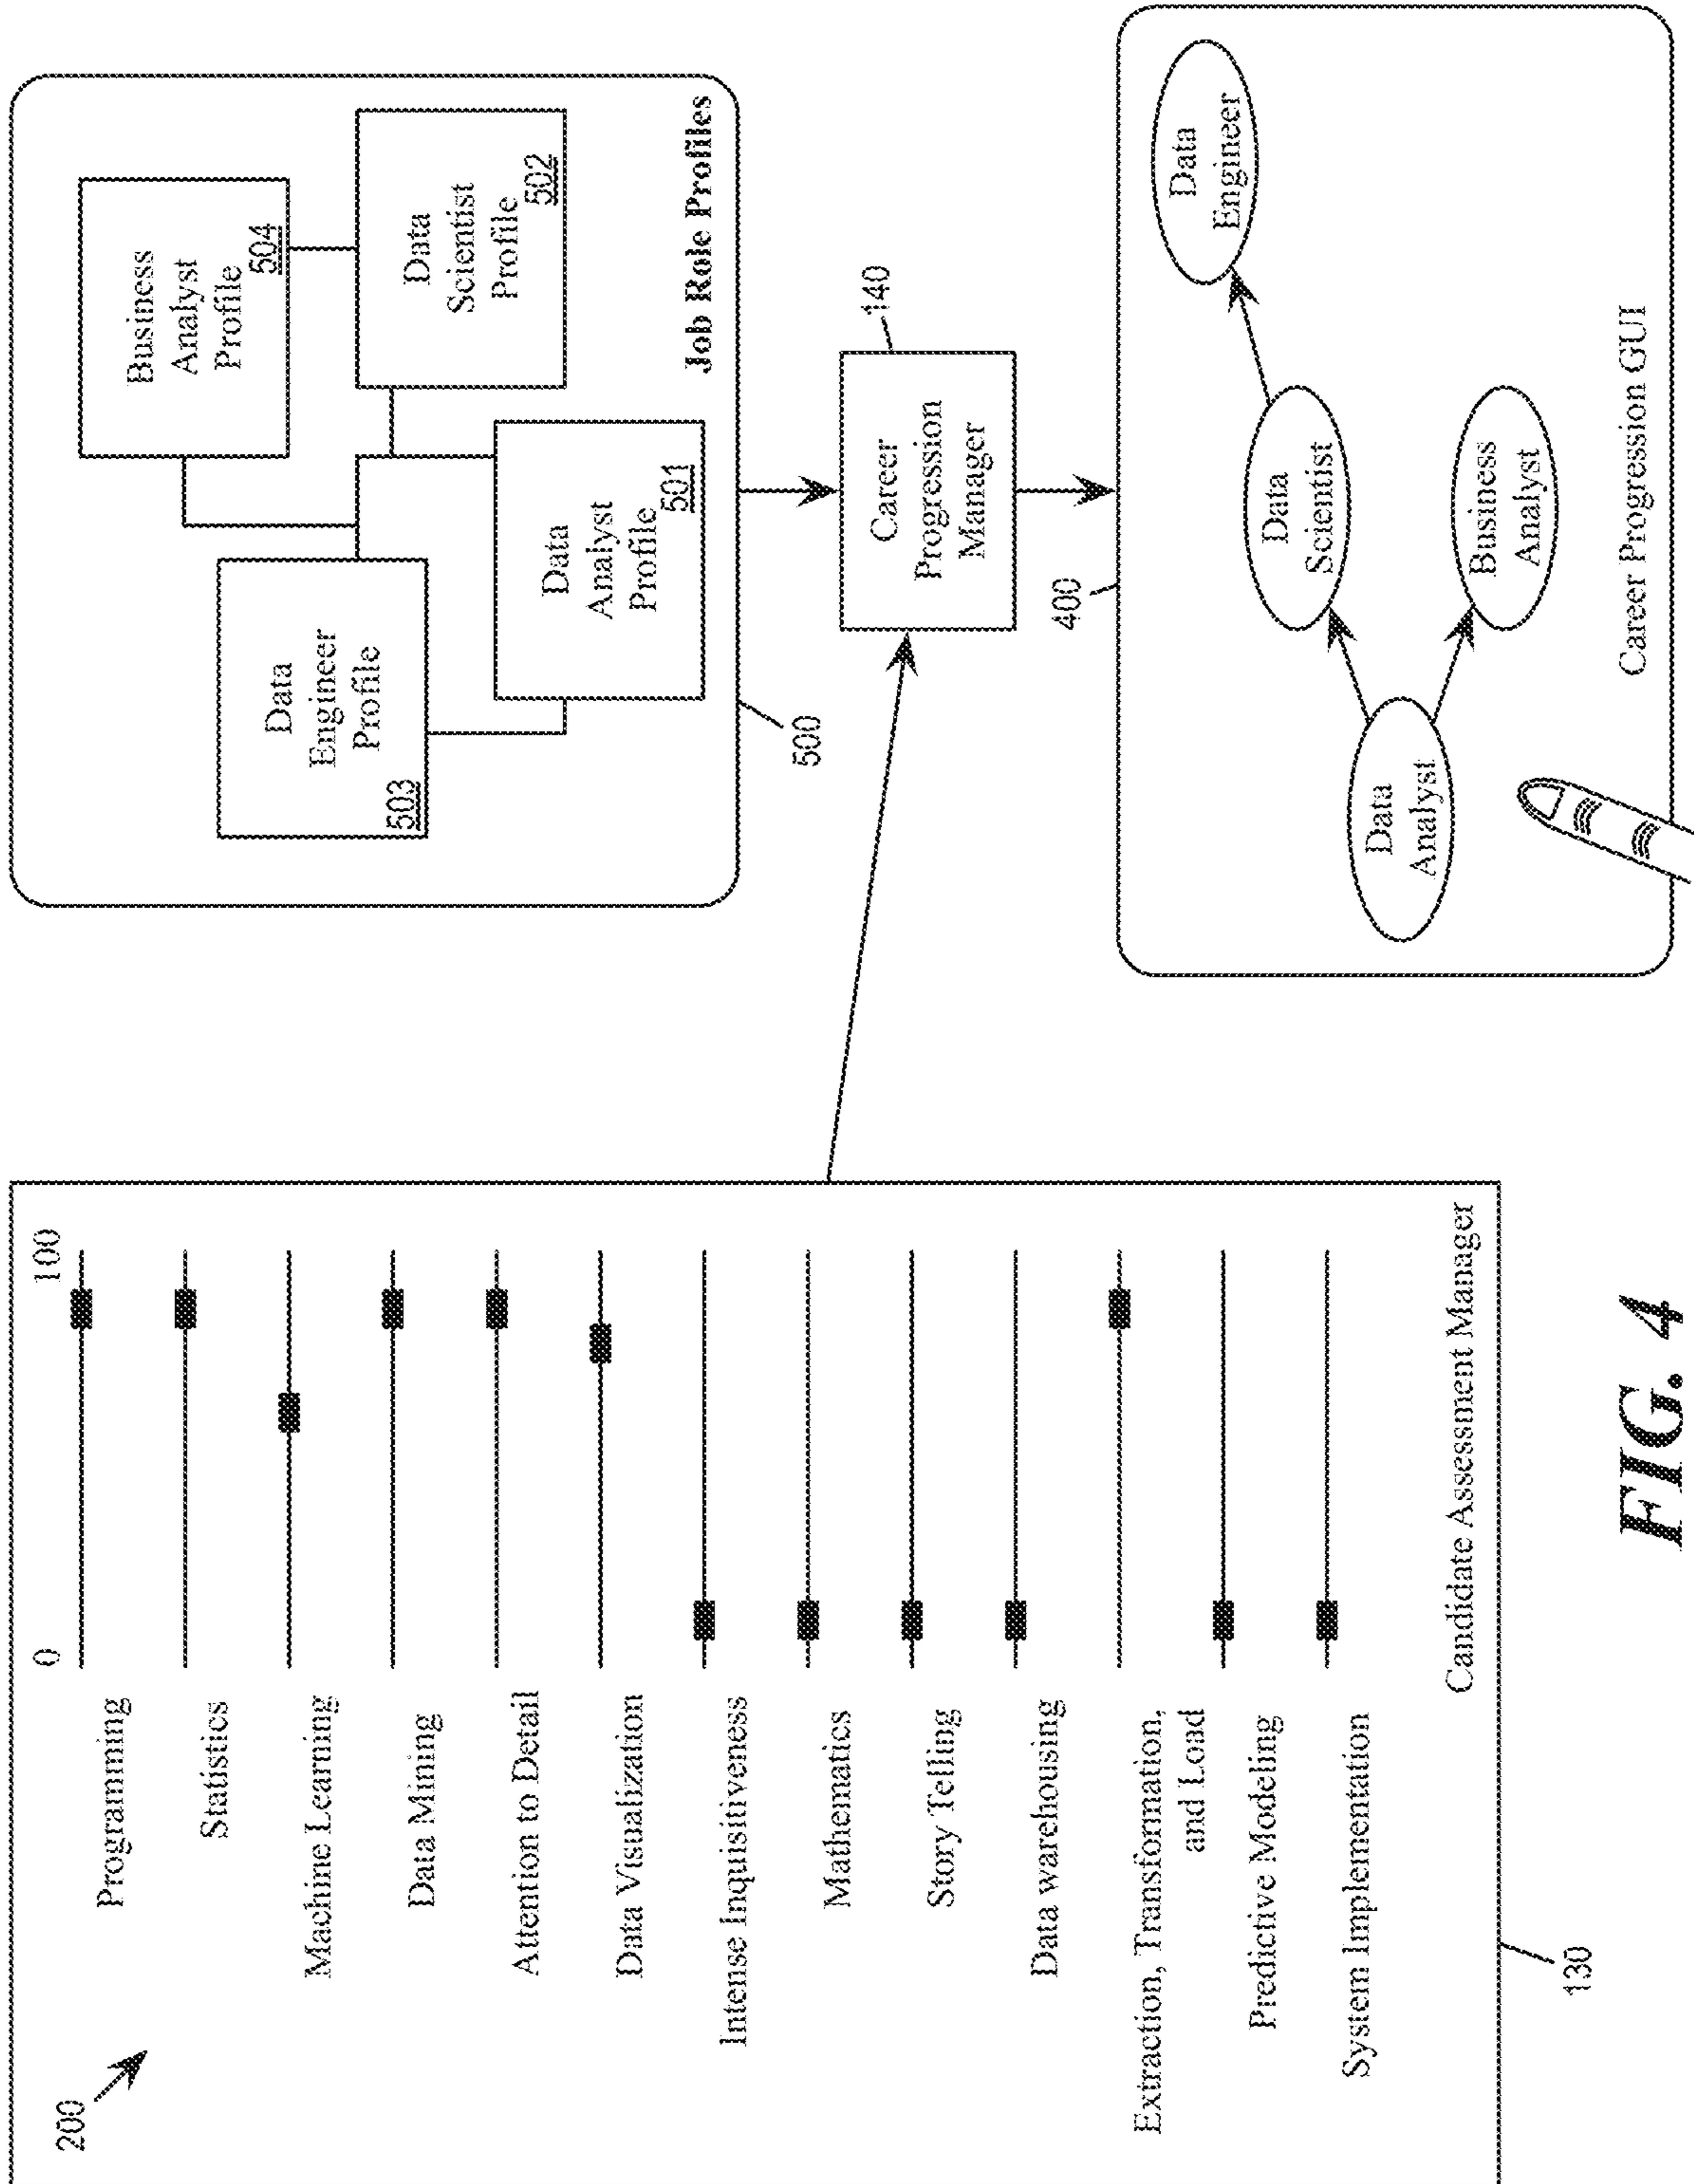 200
0
100
Programming
Statistics
Machine Learning
Data Mining
Attention to Detail
Data Visualization
Intense Inquisitiveness
Mathematics
Story Telling
Data warehousing
Extraction, Transformation,
and Load
Predictive Modeling
System Implementation
Candidate Assessment Manager
130
Business
Analyst
Profile
504
Data
Engineer
Profile
503
Data
Scientist
Profile
502
Data
Analyst
Profile
501
Job Role Profiles
500
Career
Progression
Manager
140
400
Data
Engineer
Data
Scientist
Data
Analyst
Business
Analyst
Career Progression GUI
FIG. 4